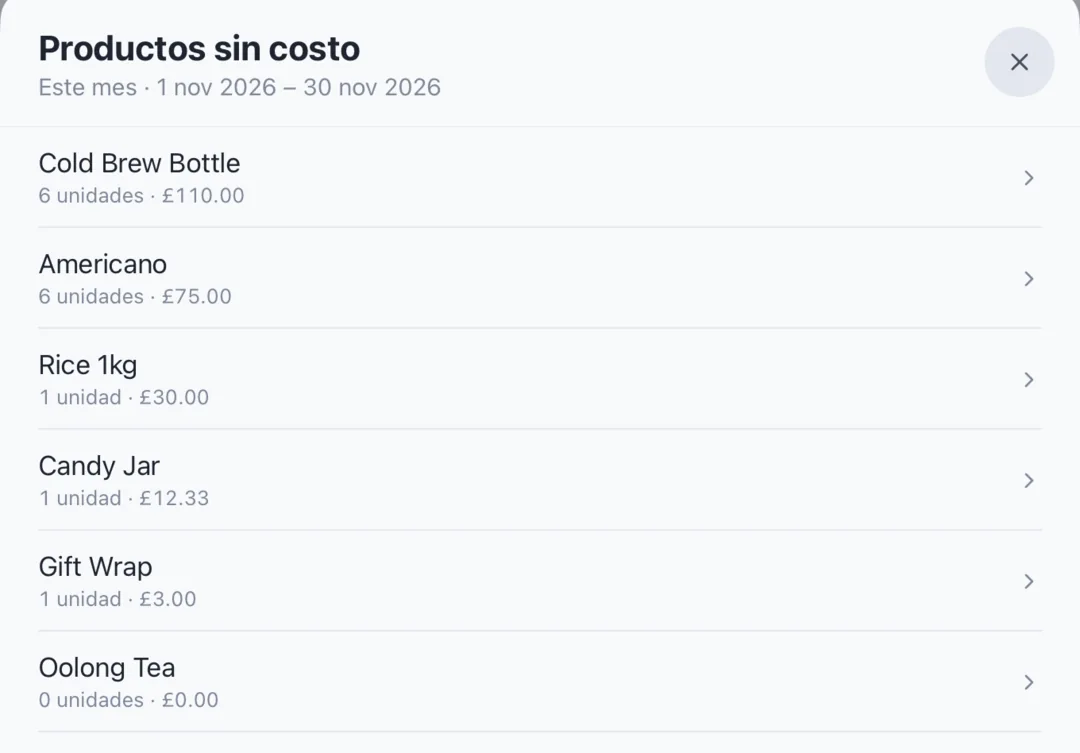 Productos sin costo
Este mes · 1 nov 2026 – 30 nov 2026
Cold Brew Bottle
6 unidades · £110.00
Americano
6 unidades · £75.00
Rice 1kg
1 unidad · £30.00
Candy Jar
1 unidad · £12.33
Gift Wrap
1 unidad · £3.00
Oolong Tea
0 unidades · £0.00